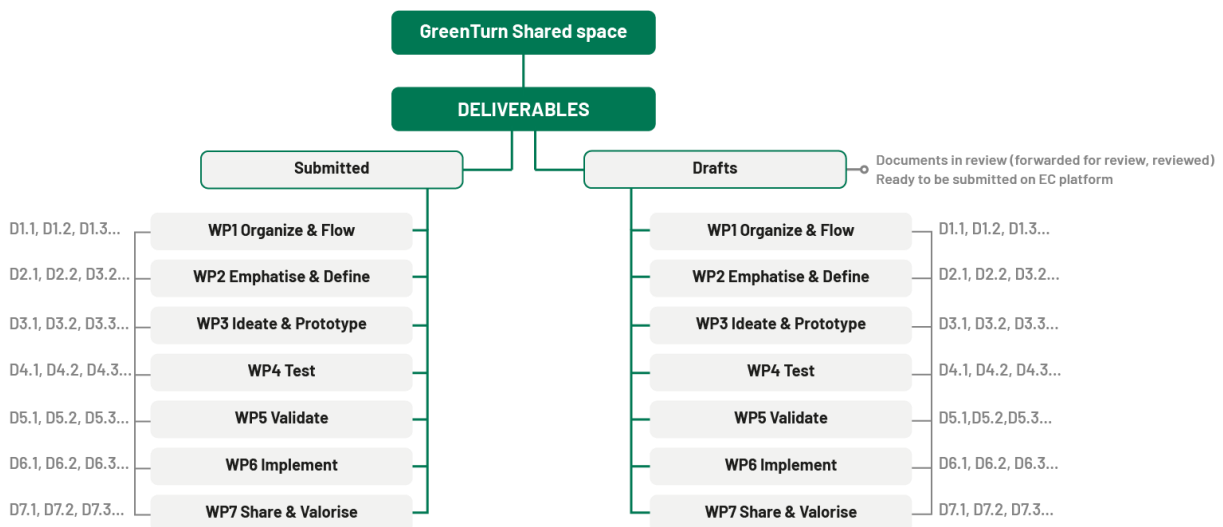 GreenTurn Shared space
DELIVERABLES
Submitted
Drafts
Documents in review (forwarded for review, reviewed)
Ready to be submitted on EC platform
D1.1, D1.2, D1.3...
WP1 Organize & Flow
WP1 Organize & Flow
D1.1, D1.2, D1.3...
D2.1, D2.2, D3.2...
WP2 Emphatise & Define
WP2 Emphatise & Define
D2.1, D2.2, D3.2...
D3.1, D3.2, D3.3...
WP3 Ideate & Prototype
WP3 Ideate & Prototype
D3.1, D3.2, D3.3...
D4.1, D4.2, D4.3...
WP4 Test
WP4 Test
D4.1, D4.2, D4.3...
D5.1, D5.2, D5.3...
WP5 Validate
WP5 Validate
D5.1,D5.2,D5.3...
D6.1, D6.2, D6.3...
WP6 Implement
WP6 Implement
D6.1, D6.2, D6.3...
D7.1, D7.2, D7.3...
WP7 Share & Valorise
WP7 Share & Valorise
D7.1, D7.2, D7.3...